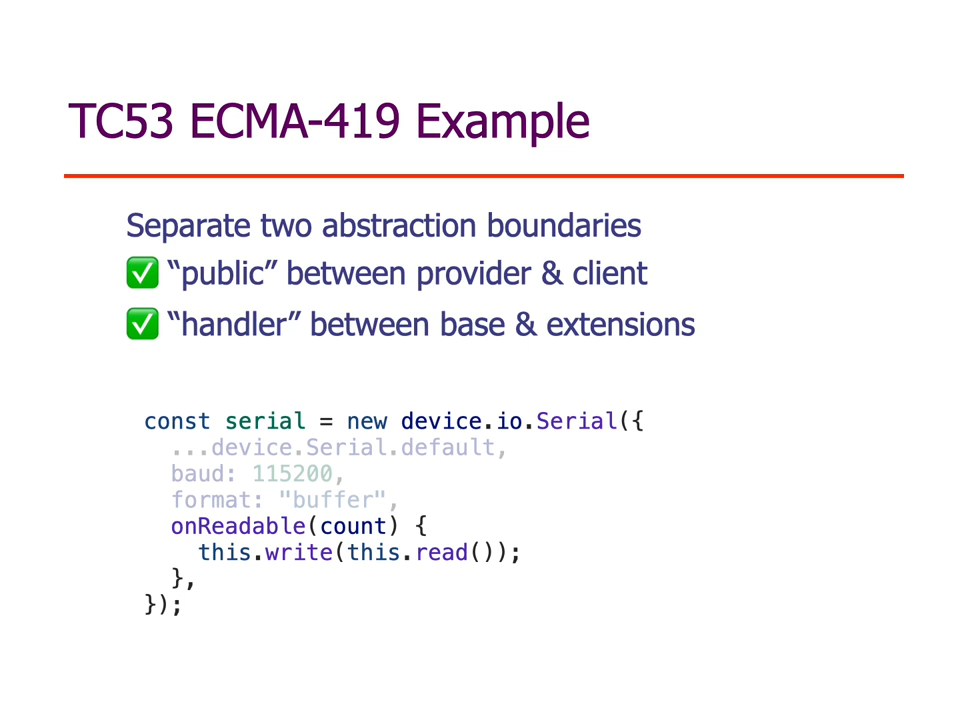 TC53 ECMA-419 Example
Separate two abstraction boundaries
✅ “public” between provider & client
✅ “handler” between base & extensions
const serial = new device.io.Serial({
  ...device.Serial.default,
  baud: 115200,
  format: "buffer",
  onReadable(count) {
    this.write(this.read());
  },
});